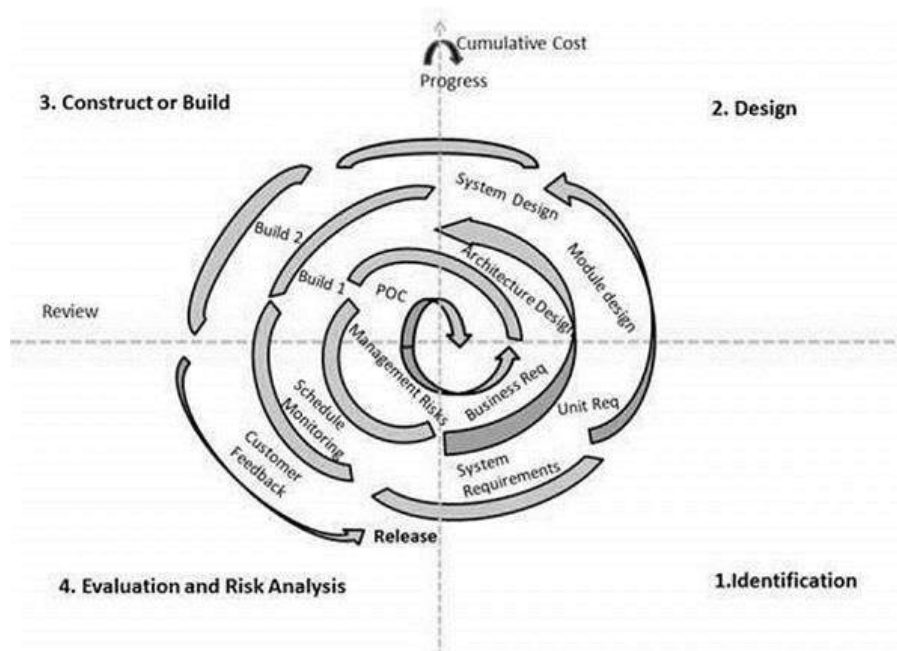 Cumulative Cost
Progress
3. Construct or Build
2. Design
System Design
Build 2
Module design
Architecture Design
Build 1
POC
Review
Management Risks
Business Req
Schedule
Monitoring
Unit Req
Customer
Feedback
System
Requirements
Release
4. Evaluation and Risk Analysis
1.Identification